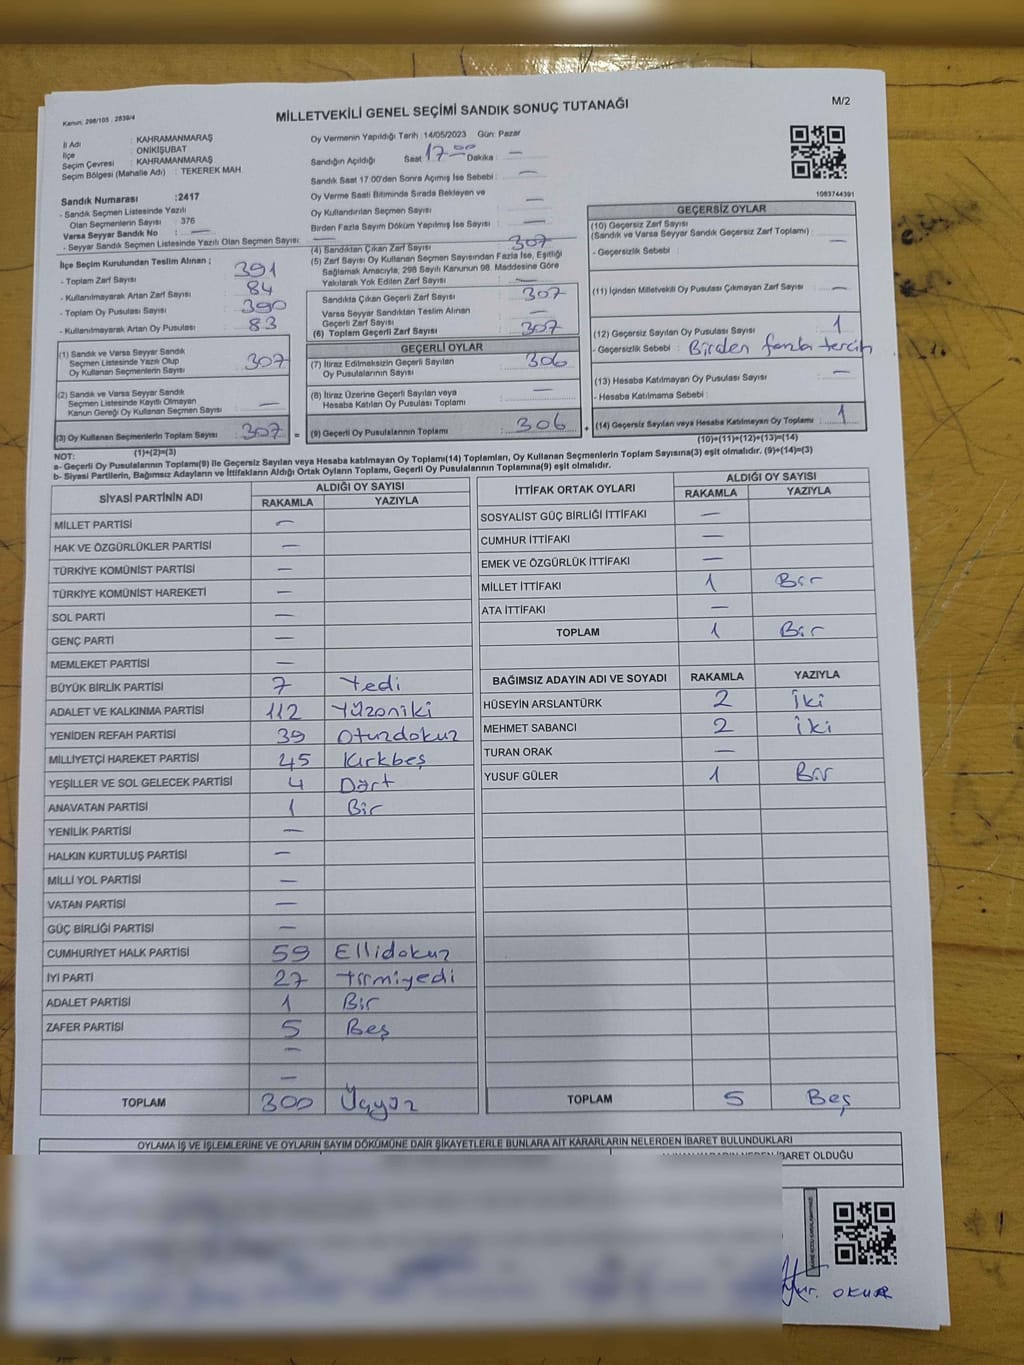 Kanun: 298/105 - 2839/4
MİLLETVEKİLİ GENEL SEÇİMİ SANDIK SONUÇ TUTANAĞI
M/2
İl Adı : KAHRAMANMARAŞ
İlçe : ONİKİŞUBAT
Seçim Çevresi : KAHRAMANMARAŞ
Seçim Bölgesi (Mahalle Adı) : TEKEREK MAH.
Oy Vermenin Yapıldığı Tarih :14/05/2023 Gün: Pazar
Sandığın Açıldığı Saat 17 00 Dakika : —
Sandık Saat 17.00'den Sonra Açımış İse Sebebi : —
Oy Verme Saati Bitiminde Sırada Bekleyen ve
Oy Kullandırılan Seçmen Sayısı : —
Birden Fazla Sayım Döküm Yapılmış İse Sayısı : —
1083744391
Sandık Numarası :2417
- Sandık Seçmen Listesinde Yazılı
Olan Seçmenlerin Sayısı : 376
Varsa Seyyar Sandık No : —
- Seyyar Sandık Seçmen Listesinde Yazılı Olan Seçmen Sayısı: —
İlçe Seçim Kurulundan Teslim Alınan ;
- Toplam Zarf Sayısı : 391
- Kullanılmayarak Artan Zarf Sayısı : 84
- Toplam Oy Pusulası Sayısı : 390
- Kullanılmayarak Artan Oy Pusulası : 83
(1) Sandık ve Varsa Seyyar Sandık
Seçmen Listesinde Yazılı Olup
Oy Kullanan Seçmenlerin Sayısı : 307
(2) Sandık ve Varsa Seyyar Sandık
Seçmen Listesinde Kayıtlı Olmayan
Kanun Gereği Oy Kullanan Seçmen Sayısı : —
(3) Oy Kullanan Seçmenlerin Toplam Sayısı : 307 =
(1)+(2)=(3)
(4) Sandıktan Çıkan Zarf Sayısı : 307
(5) Zarf Sayısı Oy Kullanan Seçmen Sayısından Fazla İse, Eşitliği
Sağlamak Amacıyla, 298 Sayılı Kanunun 98. Maddesine Göre
Yakılarak Yok Edilen Zarf Sayısı : —
Sandıkta Çıkan Geçerli Zarf Sayısı : 307
Varsa Seyyar Sandıktan Teslim Alınan
Geçerli Zarf Sayısı : —
(6) Toplam Geçerli Zarf Sayısı : 307
GEÇERLİ OYLAR
(7) İtiraz Edilmeksizin Geçerli Sayılan
Oy Pusulalarının Sayısı : 306
(8) İtiraz Üzerine Geçerli Sayılan veya
Hesaba Katılan Oy Pusulası Toplamı : —
(9) Geçerli Oy Pusulalarının Toplamı : 306 +
GEÇERSİZ OYLAR
(10) Geçersiz Zarf Sayısı
(Sandık ve Varsa Seyyar Sandık Geçersiz Zarf Toplamı) : —
- Geçersizlik Sebebi :
(11) İçinden Milletvekili Oy Pusulası Çıkmayan Zarf Sayısı : —
(12) Geçersiz Sayılan Oy Pusulası Sayısı : 1
- Geçersizlik Sebebi : Birden fazla tercih
(13) Hesaba Katılmayan Oy Pusulası Sayısı : —
- Hesaba Katılmama Sebebi :
(14) Geçersiz Sayılan veya Hesaba Katılmayan Oy Toplamı : 1
(10)+(11)+(12)+(13)=(14)
NOT:
a- Geçerli Oy Pusulalarının Toplamı(9) ile Geçersiz Sayılan veya Hesaba katılmayan Oy Toplamı(14) Toplamları, Oy Kullanan Seçmenlerin Toplam Sayısına(3) eşit olmalıdır. (9)+(14)=(3)
b- Siyasi Partilerin, Bağımsız Adayların ve İttifakların Aldığı Ortak Oyların Toplamı, Geçerli Oy Pusulalarının Toplamına(9) eşit olmalıdır.
SİYASİ PARTİNİN ADI ALDIĞI OY SAYISI
RAKAMLA YAZIYLA
MİLLET PARTİSİ —
HAK VE ÖZGÜRLÜKLER PARTİSİ —
TÜRKİYE KOMÜNİST PARTİSİ —
TÜRKİYE KOMÜNİST HAREKETİ —
SOL PARTİ —
GENÇ PARTİ —
MEMLEKET PARTİSİ —
BÜYÜK BİRLİK PARTİSİ 7 Yedi
ADALET VE KALKINMA PARTİSİ 112 Yüzoniki
YENİDEN REFAH PARTİSİ 39 Otuzdokuz
MİLLİYETÇİ HAREKET PARTİSİ 45 Kırkbeş
YEŞİLLER VE SOL GELECEK PARTİSİ 4 Dört
ANAVATAN PARTİSİ 1 Bir
YENİLİK PARTİSİ —
HALKIN KURTULUŞ PARTİSİ —
MİLLİ YOL PARTİSİ —
VATAN PARTİSİ —
GÜÇ BİRLİĞİ PARTİSİ —
CUMHURİYET HALK PARTİSİ 59 Ellidokuz
İYİ PARTİ 27 Yirmiyedi
ADALET PARTİSİ 1 Bir
ZAFER PARTİSİ 5 Beş
—
—
TOPLAM 300 Üçyüz
İTTİFAK ORTAK OYLARI ALDIĞI OY SAYISI
RAKAMLA YAZIYLA
SOSYALİST GÜÇ BİRLİĞİ İTTİFAKI —
CUMHUR İTTİFAKI —
EMEK VE ÖZGÜRLÜK İTTİFAKI —
MİLLET İTTİFAKI 1 Bir
ATA İTTİFAKI —
TOPLAM 1 Bir
BAĞIMSIZ ADAYIN ADI VE SOYADI RAKAMLA YAZIYLA
HÜSEYİN ARSLANTÜRK 2 İki
MEHMET SABANCI 2 İki
TURAN ORAK —
YUSUF GÜLER 1 Bir
TOPLAM 5 Beş
OYLAMA İŞ VE İŞLEMLERİNE VE OYLARIN SAYIM DÖKÜMÜNE DAİR ŞİKAYETLERLE BUNLARA AİT KARARLARIN NELERDEN İBARET BULUNDUKLARI
İBARET OLDUĞU
OKUR